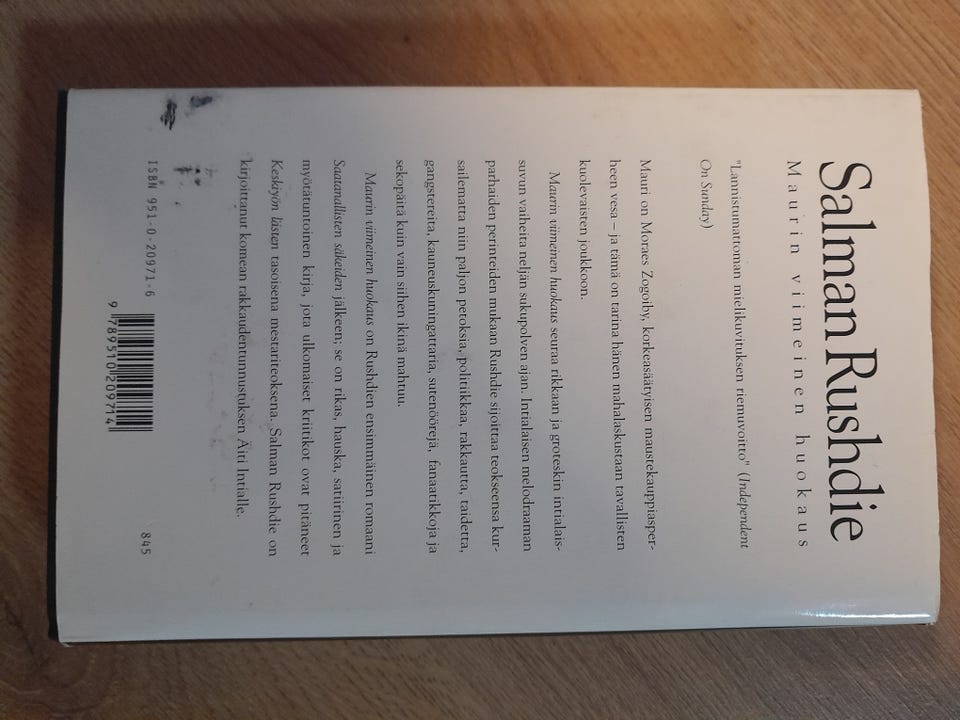 Salman Rushdie
Maurin viimeinen huokaus
"Lannistumattoman mielikuvituksen riemuvoitto" (Independent
On Sunday)
Mauri on Moraes Zogoiby, korkeasäätyisen maustekauppiasper-
heen vesa – ja tämä on tarina hänen mahalaskustaan tavallisten
kuolevaisten joukkoon.
Maurin viimeinen huokaus seuraa rikkaan ja groteskin intialais-
suvun vaiheita neljän sukupolven ajan. Intialaisen melodraaman
parhaiden perinteiden mukaan Rushdie sijoittaa teokseensa kur-
sailematta niin paljon petoksia, politiikkaa, rakkautta, taidetta,
gangstereita, kauneuskuningattaria, sutenöörejä, fanaatikkoja ja
sekopäitä kuin vain siihen ikinä mahtuu.
Maurin viimeinen huokaus on Rushdien ensimmäinen romaani
Saatanallisten säkeiden jälkeen; se on rikas, hauska, satiirinen ja
myötätuntoinen kirja, jota ulkomaiset kriitikot ovat pitäneet
Keskiyön lasten tasoisena mestariteoksena. Salman Rushdie on
kirjoittanut komean rakkaudentunnustuksen Äiti Intialle.
ISBN 951-0-20971-6
845
9 789510 209714